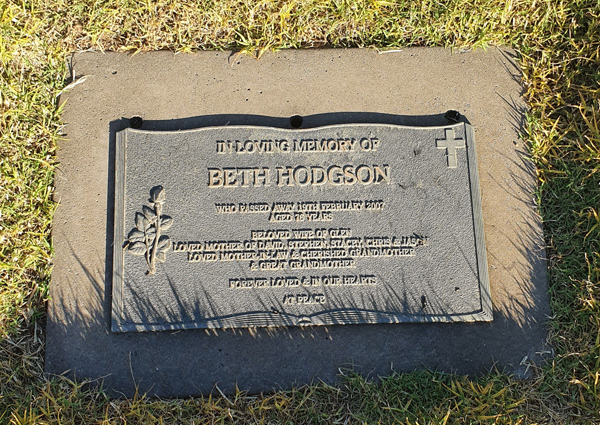 IN LOVING MEMORY OF
BETH HODGSON
WHO PASSED AWAY 19TH FEBRUARY 2007
AGED 76 YEARS
BELOVED WIFE OF GLEN
LOVED MOTHER OF DAVID, STEPHEN, STACEY, CHRIS & JASON
LOVED MOTHER-IN-LAW & CHERISHED GRANDMOTHER
& GREAT GRANDMOTHER
FOREVER LOVED & IN OUR HEARTS
AT PEACE